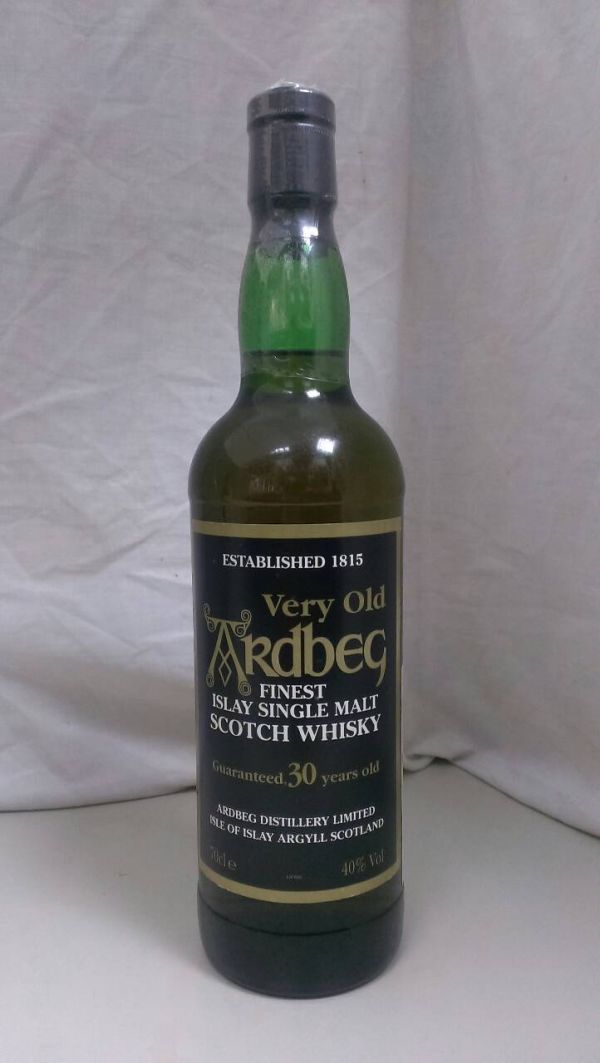 ESTABLISHED 1815
Very Old
ARdbeg
FINEST
ISLAY SINGLE MALT
SCOTCH WHISKY
Guaranteed 30 years old
ARDBEG DISTILLERY LIMITED
ISLE OF ISLAY ARGYLL SCOTLAND
70cl e 40% Vol